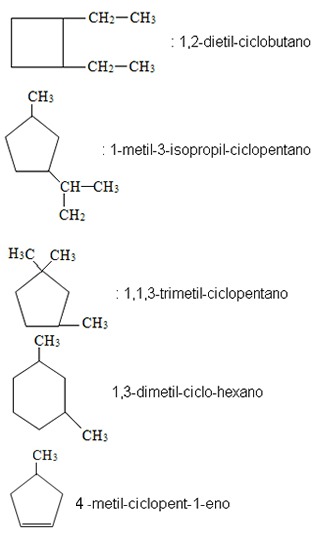 CH₂—CH₃
: 1,2-dietil-ciclobutano
CH₂—CH₃
CH₃
: 1-metil-3-isopropil-ciclopentano
CH—CH₃
CH₂
H₃C CH₃
: 1,1,3-trimetil-ciclopentano
CH₃
CH₃
1,3-dimetil-ciclo-hexano
CH₃
CH₃
4 -metil-ciclopent-1-eno